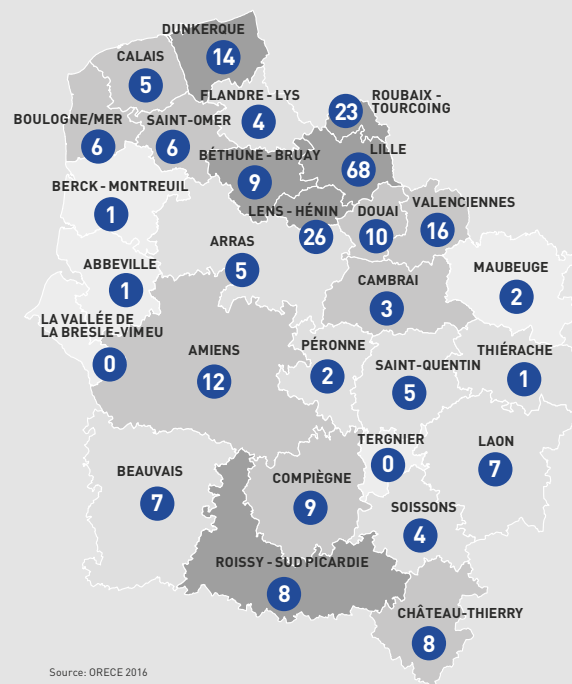 DUNKERQUE
14
CALAIS
5
FLANDRE - LYS
4
ROUBAIX -
TOURCOING
23
BOULOGNE/MER
6
SAINT-OMER
6
BÉTHUNE - BRUAY
9
LILLE
68
BERCK - MONTREUIL
1
LENS - HÉNIN
26
DOUAI
10
VALENCIENNES
16
ARRAS
5
ABBEVILLE
1
CAMBRAI
3
MAUBEUGE
2
LA VALLÉE DE
LA BRESLE-VIMEU
0
AMIENS
12
PÉRONNE
2
SAINT-QUENTIN
5
THIÉRACHE
1
TERGNIER
0
LAON
7
BEAUVAIS
7
COMPIÈGNE
9
SOISSONS
4
ROISSY - SUD PICARDIE
8
CHÂTEAU-THIERRY
8
Source: ORECE 2016